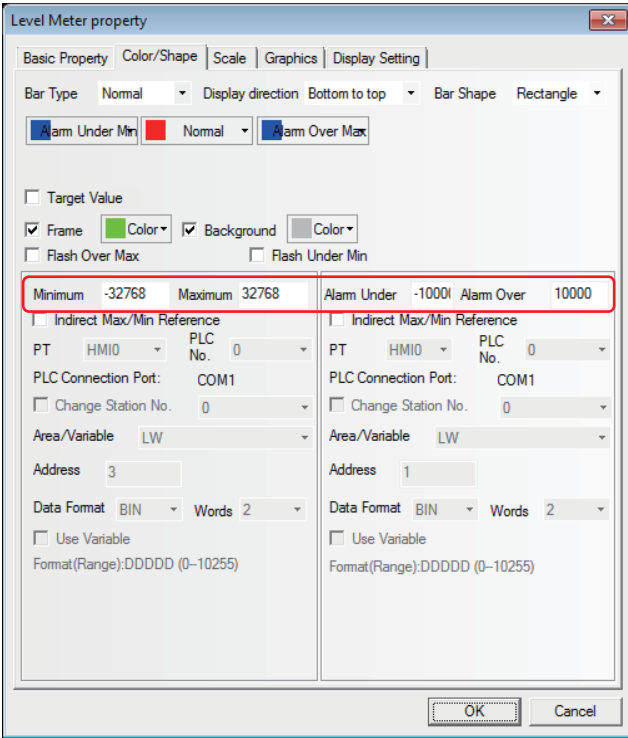 Level Meter property
Basic Property Color/Shape Scale Graphics Display Setting
Bar Type Normal Display direction Bottom to top Bar Shape Rectangle
Alarm Under Min Normal Alarm Over Max
Target Value
Frame Color Background Color
Flash Over Max Flash Under Min
Minimum -32768 Maximum 32768 Alarm Under -1000 Alarm Over 10000
Indirect Max/Min Reference Indirect Max/Min Reference
PT HMI0 PLC No. 0 PT HMI0 PLC No. 0
PLC Connection Port: COM1 PLC Connection Port: COM1
Change Station No. 0 Change Station No. 0
Area/Variable LW Area/Variable LW
Address 3 Address 1
Data Format BIN Words 2 Data Format BIN Words 2
Use Variable Use Variable
Format(Range):DDDDD (0--10255) Format(Range):DDDDD (0--10255)
OK Cancel